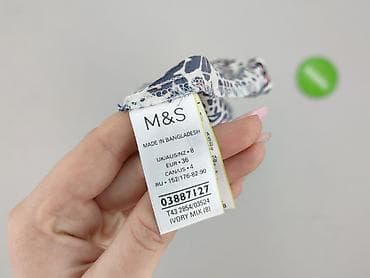 M&S
MADE IN BANGLADESH
UK/AUS/NZ • 8
EUR • 36
CAN/US • 4
RU • 152/176-82-90
03887127
T43 2954/03524
IVORY MIX (B)